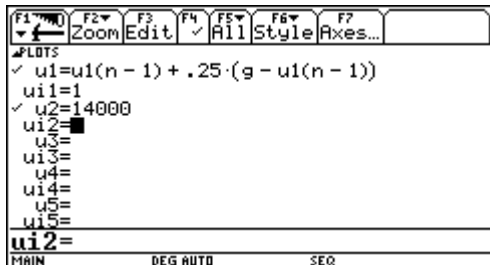 F1 F2 Zoom F3 Edit F4 ✓ F5 All F6 Style F7 Axes...
PLOTS
✓ u1=u1(n - 1) + .25·(g - u1(n - 1))
ui1=1
✓ u2=14000
ui2=
u3=
ui3=
u4=
ui4=
u5=
ui5=
ui2=
MAIN DEG AUTO SEQ